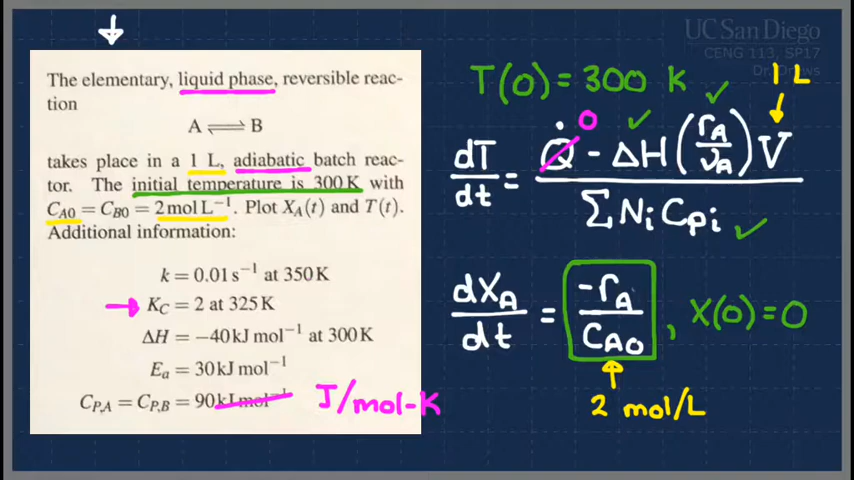 The elementary, liquid phase, reversible reac-
tion
A ⇌ B
takes place in a 1 L, adiabatic batch reac-
tor. The initial temperature is 300 K with
C_A0 = C_B0 = 2 mol L⁻¹. Plot X_A(t) and T(t).
Additional information:
k = 0.01 s⁻¹ at 350 K
→ K_C = 2 at 325 K
ΔH = −40 kJ mol⁻¹ at 300 K
E_a = 30 kJ mol⁻¹
C_P,A = C_P,B = 90 kJ mol⁻¹ J/mol-K
UC San Diego
CENG 113, SP17
T(0) = 300 K ✓
1 L
dT/dt = (Q̇ 0 - ΔH (r_A/ν_A) V) / (Σ N_i C_pi) ✓
dX_A/dt = -r_A/C_A0 , X(0) = 0
2 mol/L